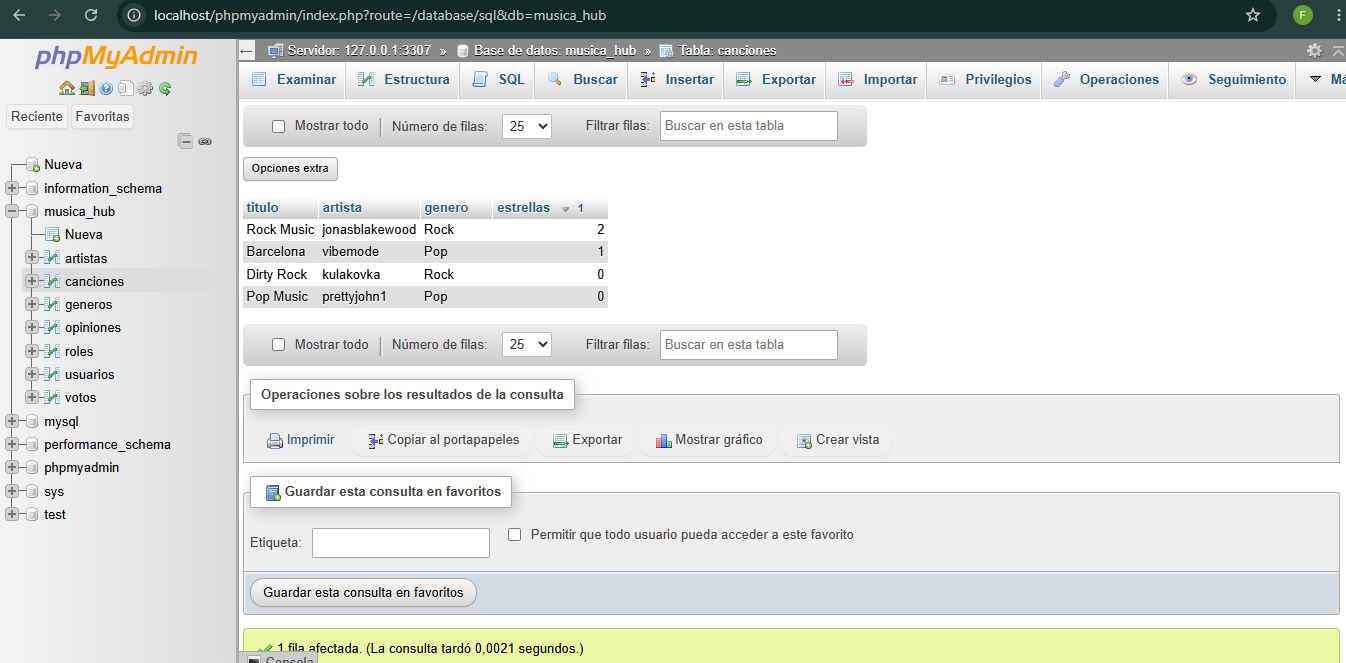 localhost/phpmyadmin/index.php?route=/database/sql&db=musica_hub
F
phpMyAdmin
Reciente Favoritas
Nueva
information_schema
musica_hub
Nueva
artistas
canciones
generos
opiniones
roles
usuarios
votos
mysql
performance_schema
phpmyadmin
sys
test
Servidor: 127.0.0.1:3307 » Base de datos: musica_hub » Tabla: canciones
Examinar Estructura SQL Buscar Insertar Exportar Importar Privilegios Operaciones Seguimiento Má
Mostrar todo Número de filas: 25 Filtrar filas: Buscar en esta tabla
Opciones extra
titulo artista genero estrellas 1
Rock Music jonasblakewood Rock 2
Barcelona vibemode Pop 1
Dirty Rock kulakovka Rock 0
Pop Music prettyjohn1 Pop 0
Mostrar todo Número de filas: 25 Filtrar filas: Buscar en esta tabla
Operaciones sobre los resultados de la consulta
Imprimir Copiar al portapapeles Exportar Mostrar gráfico Crear vista
Guardar esta consulta en favoritos
Etiqueta: Permitir que todo usuario pueda acceder a este favorito
Guardar esta consulta en favoritos
1 fila afectada. (La consulta tardó 0,0021 segundos.)
Consola